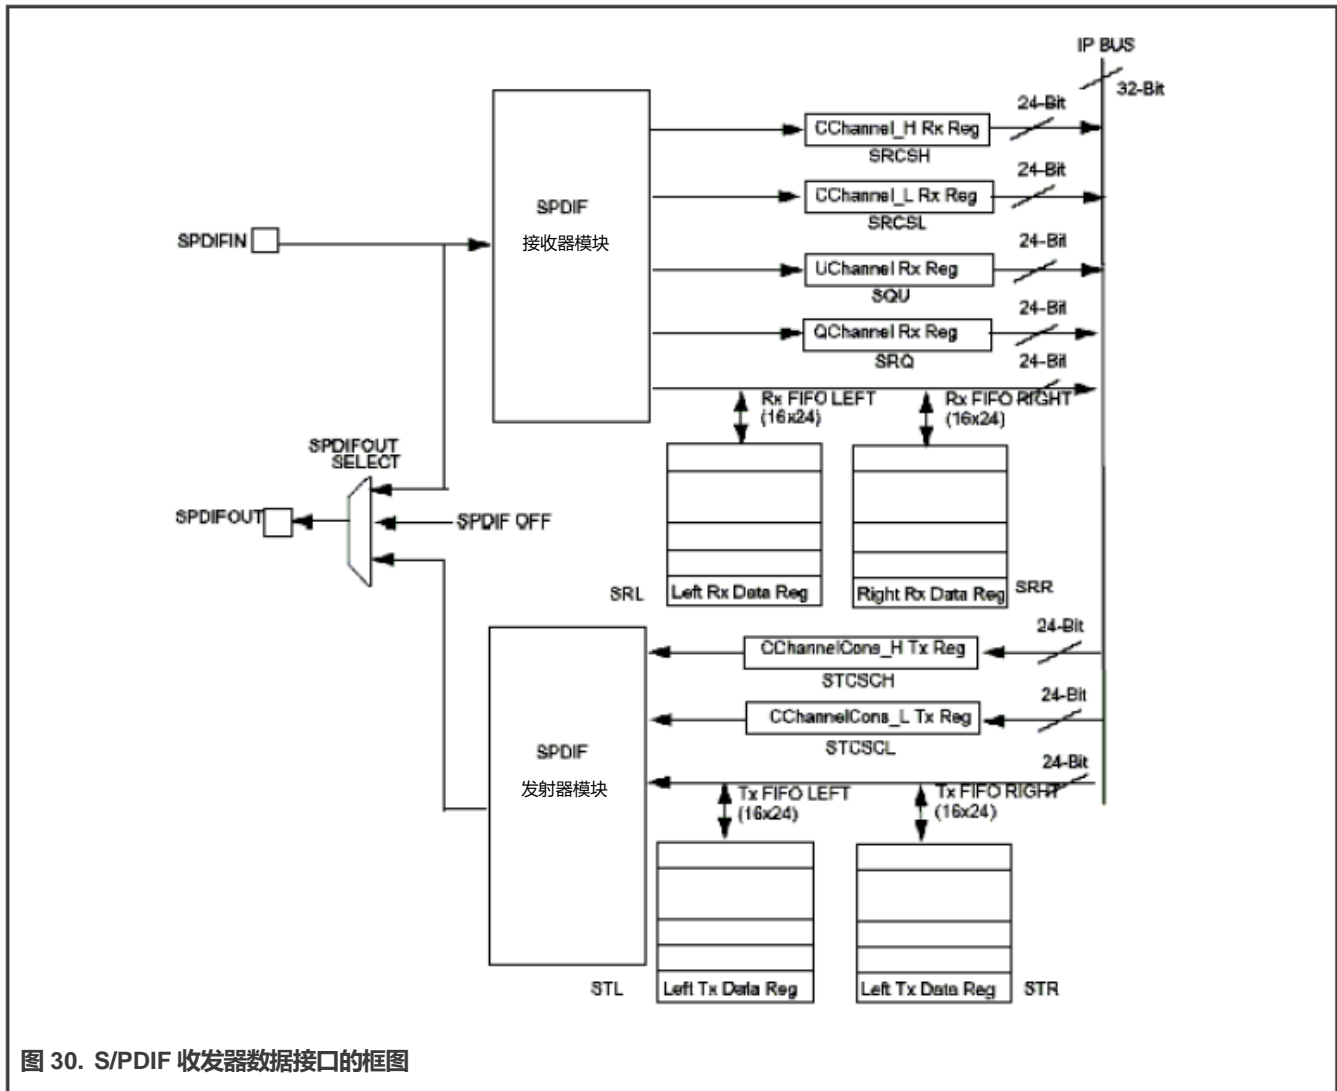 IP BUS
32-Bit
24-Bit
CChannel_H Rx Reg
SRCSH
24-Bit
CChannel_L Rx Reg
SRCSL
SPDIF
接收器模块
SPDIFIN
24-Bit
UChannel Rx Reg
SQU
24-Bit
QChannel Rx Reg
SRQ
24-Bit
Rx FIFO LEFT
(16x24)
Rx FIFO RIGHT
(16x24)
SPDIFOUT
SELECT
SPDIFOUT
SPDIF OFF
SRL
Left Rx Data Reg
Right Rx Data Reg
SRR
24-Bit
CChannelCons_H Tx Reg
STCSCH
24-Bit
CChannelCons_L Tx Reg
STCSCL
SPDIF
发射器模块
24-Bit
Tx FIFO LEFT
(16x24)
Tx FIFO RIGHT
(16x24)
STL
Left Tx Data Reg
Left Tx Data Reg
STR
图 30. S/PDIF 收发器数据接口的框图